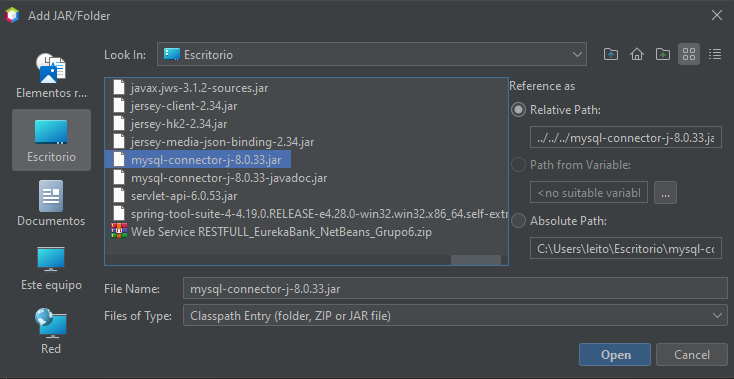 Add JAR/Folder
Look In:
Escritorio
Elementos r...
Escritorio
Documentos
Este equipo
Red
javax.jws-3.1.2-sources.jar
jersey-client-2.34.jar
jersey-hk2-2.34.jar
jersey-media-json-binding-2.34.jar
mysql-connector-j-8.0.33.jar
mysql-connector-j-8.0.33-javadoc.jar
servlet-api-6.0.53.jar
spring-tool-suite-4-4.19.0.RELEASE-e4.28.0-win32.win32.x86_64.self-extr
Web Service RESTFULL_EurekaBank_NetBeans_Grupo6.zip
Reference as
Relative Path:
../../../mysql-connector-j-8.0.33.ja
Path from Variable:
<no suitable variabl
...
Absolute Path:
C:\Users\leito\Escritorio\mysql-co
File Name:
mysql-connector-j-8.0.33.jar
Files of Type:
Classpath Entry (folder, ZIP or JAR file)
Open
Cancel